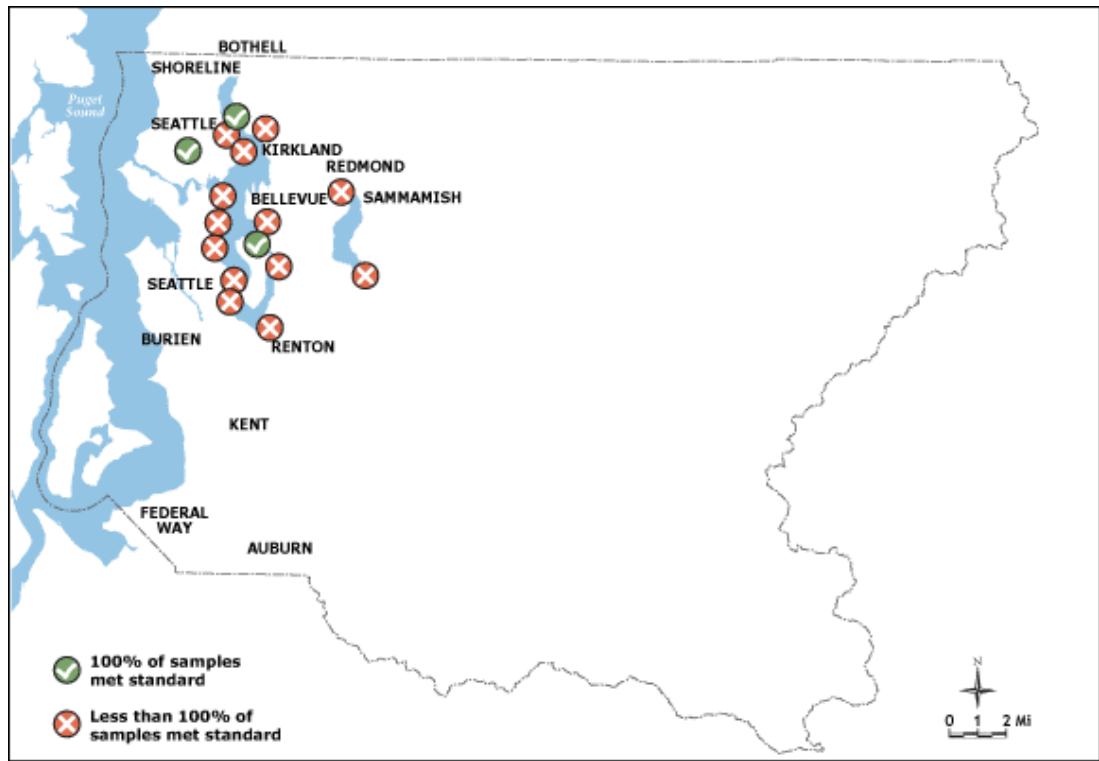 BOTHELL
SHORELINE
Puget
Sound
SEATTLE
KIRKLAND
REDMOND
BELLEVUE
SAMMAMISH
SEATTLE
BURIEN
RENTON
KENT
FEDERAL
WAY
AUBURN
100% of samples
met standard
Less than 100% of
samples met standard
N
0 1 2 Mi